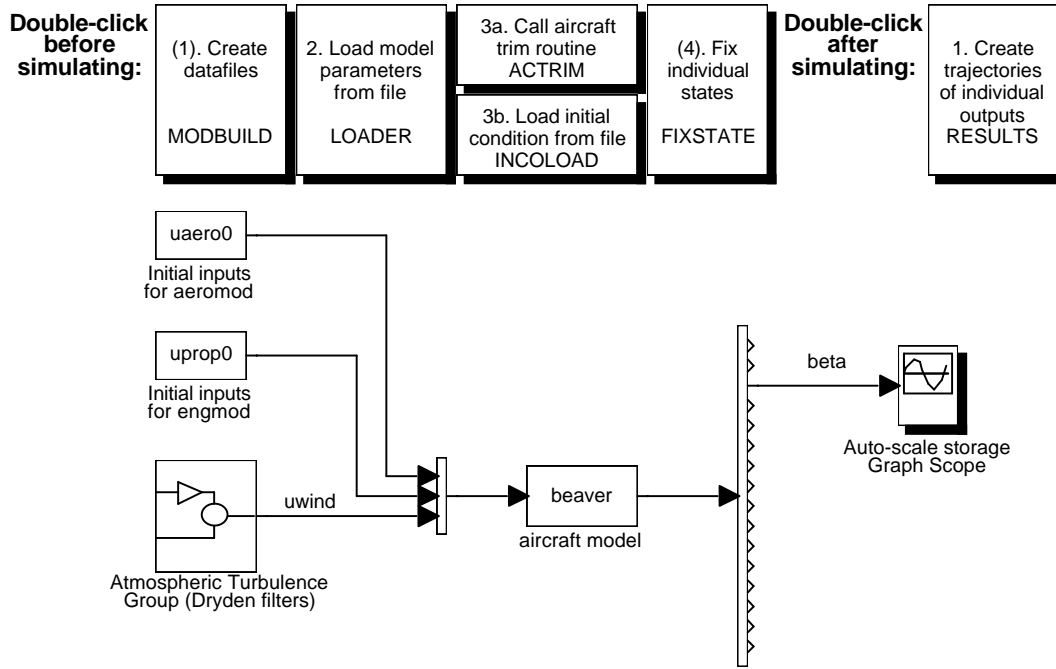 Double-click
before
simulating:
(1). Create
datafiles
MODBUILD
2. Load model
parameters
from file
LOADER
3a. Call aircraft
trim routine
ACTRIM
3b. Load initial
condition from file
INCOLOAD
(4). Fix
individual
states
FIXSTATE
Double-click
after
simulating:
1. Create
trajectories
of individual
outputs
RESULTS
uaero0
Initial inputs
for aeromod
uprop0
Initial inputs
for engmod
uwind
Atmospheric Turbulence
Group (Dryden filters)
beaver
aircraft model
beta
Auto-scale storage
Graph Scope